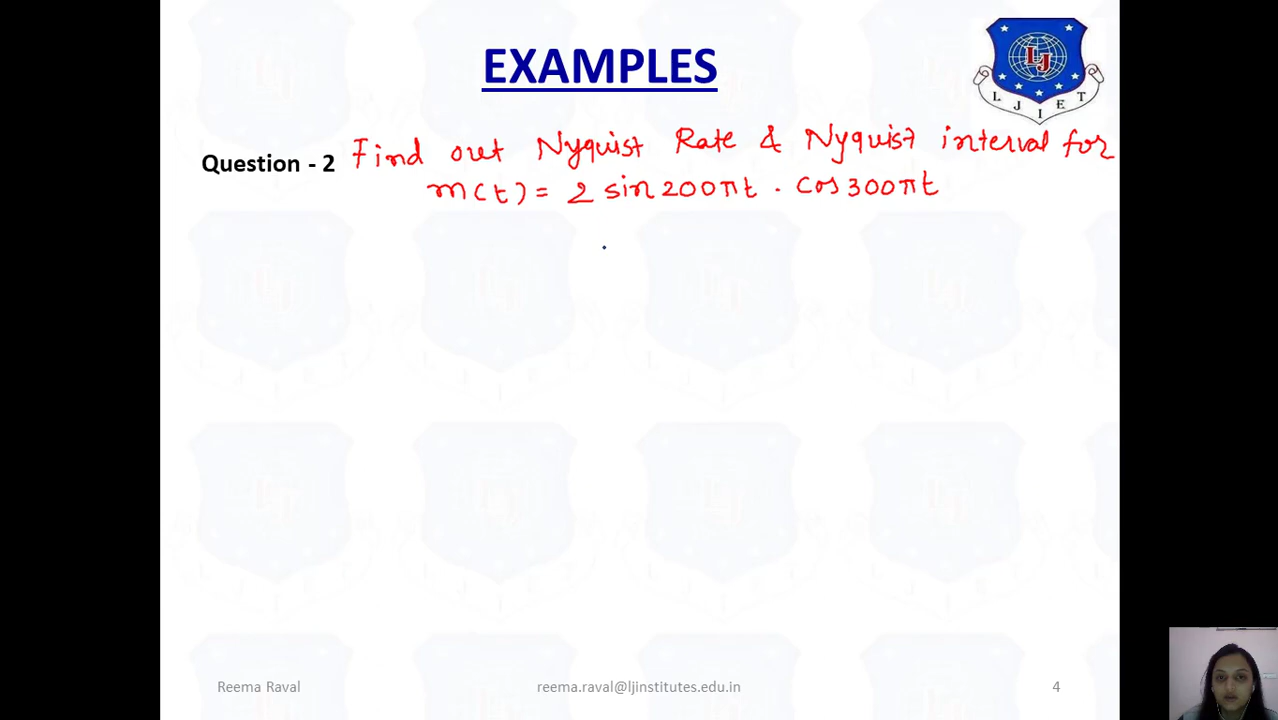 EXAMPLES
LJ
L J I E T
Question - 2 Find out Nyquist Rate & Nyquist interval for
m(t) = 2 sin 200πt . cos 300πt
Reema Raval
reema.raval@ljinstitutes.edu.in
4